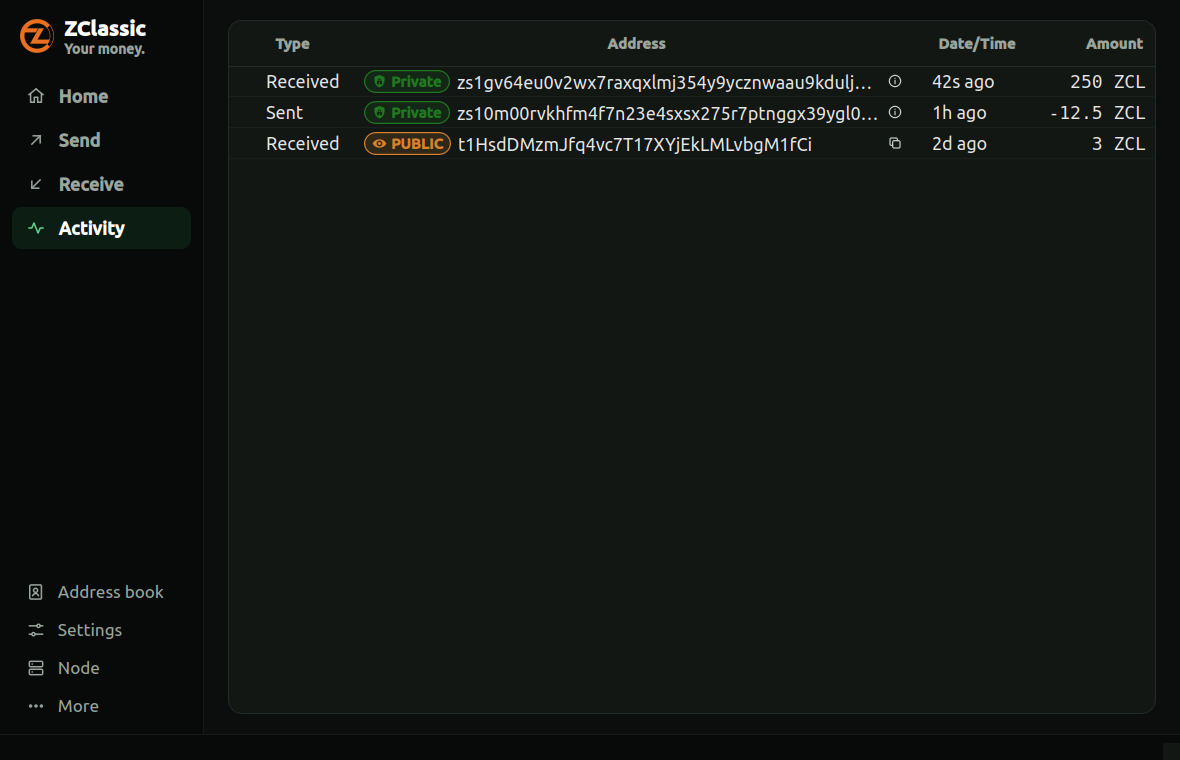 ZClassic
Your money.
Home
Send
Receive
Activity
Address book
Settings
Node
More
Type Address Date/Time Amount
Received Private zs1gv64eu0v2wx7raxqxlmj354y9ycznwaau9kdulj... 42s ago 250 ZCL
Sent Private zs10m00rvkhfm4f7n23e4sxsx275r7ptnggx39ygl0... 1h ago -12.5 ZCL
Received PUBLIC t1HsdDMzmJfq4vc7T17XYjEkLMLvbgM1fCi 2d ago 3 ZCL